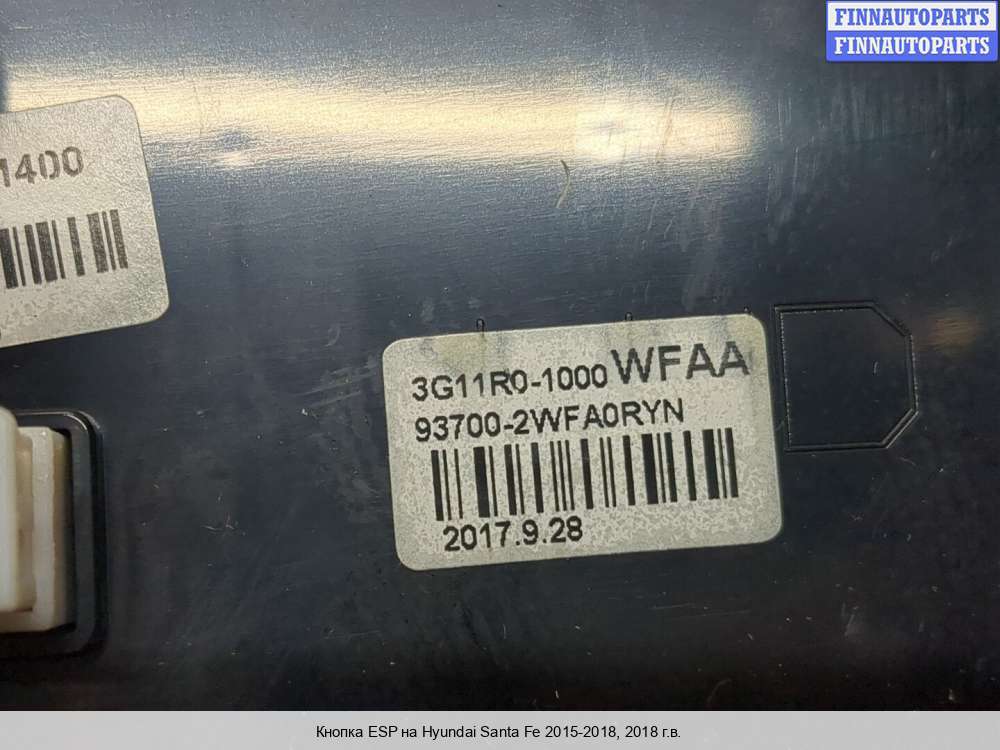 FINNAUTOPARTS
FINNAUTOPARTS
1400
3G11R0-1000 WFAA
93700-2WFA0RYN
2017.9.28
Кнопка ESP на Hyundai Santa Fe 2015-2018, 2018 г.в.